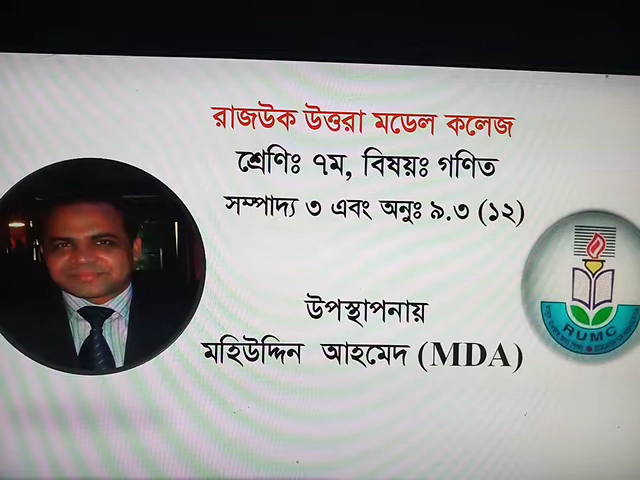 রাজউক উত্তরা মডেল কলেজ
শ্রেণিঃ ৭ম, বিষয়ঃ গণিত
সম্পাদ্য ৩ এবং অনুঃ ৯.৩ (১২)
উপস্থাপনায়
মহিউদ্দিন আহমেদ (MDA)
RUMC